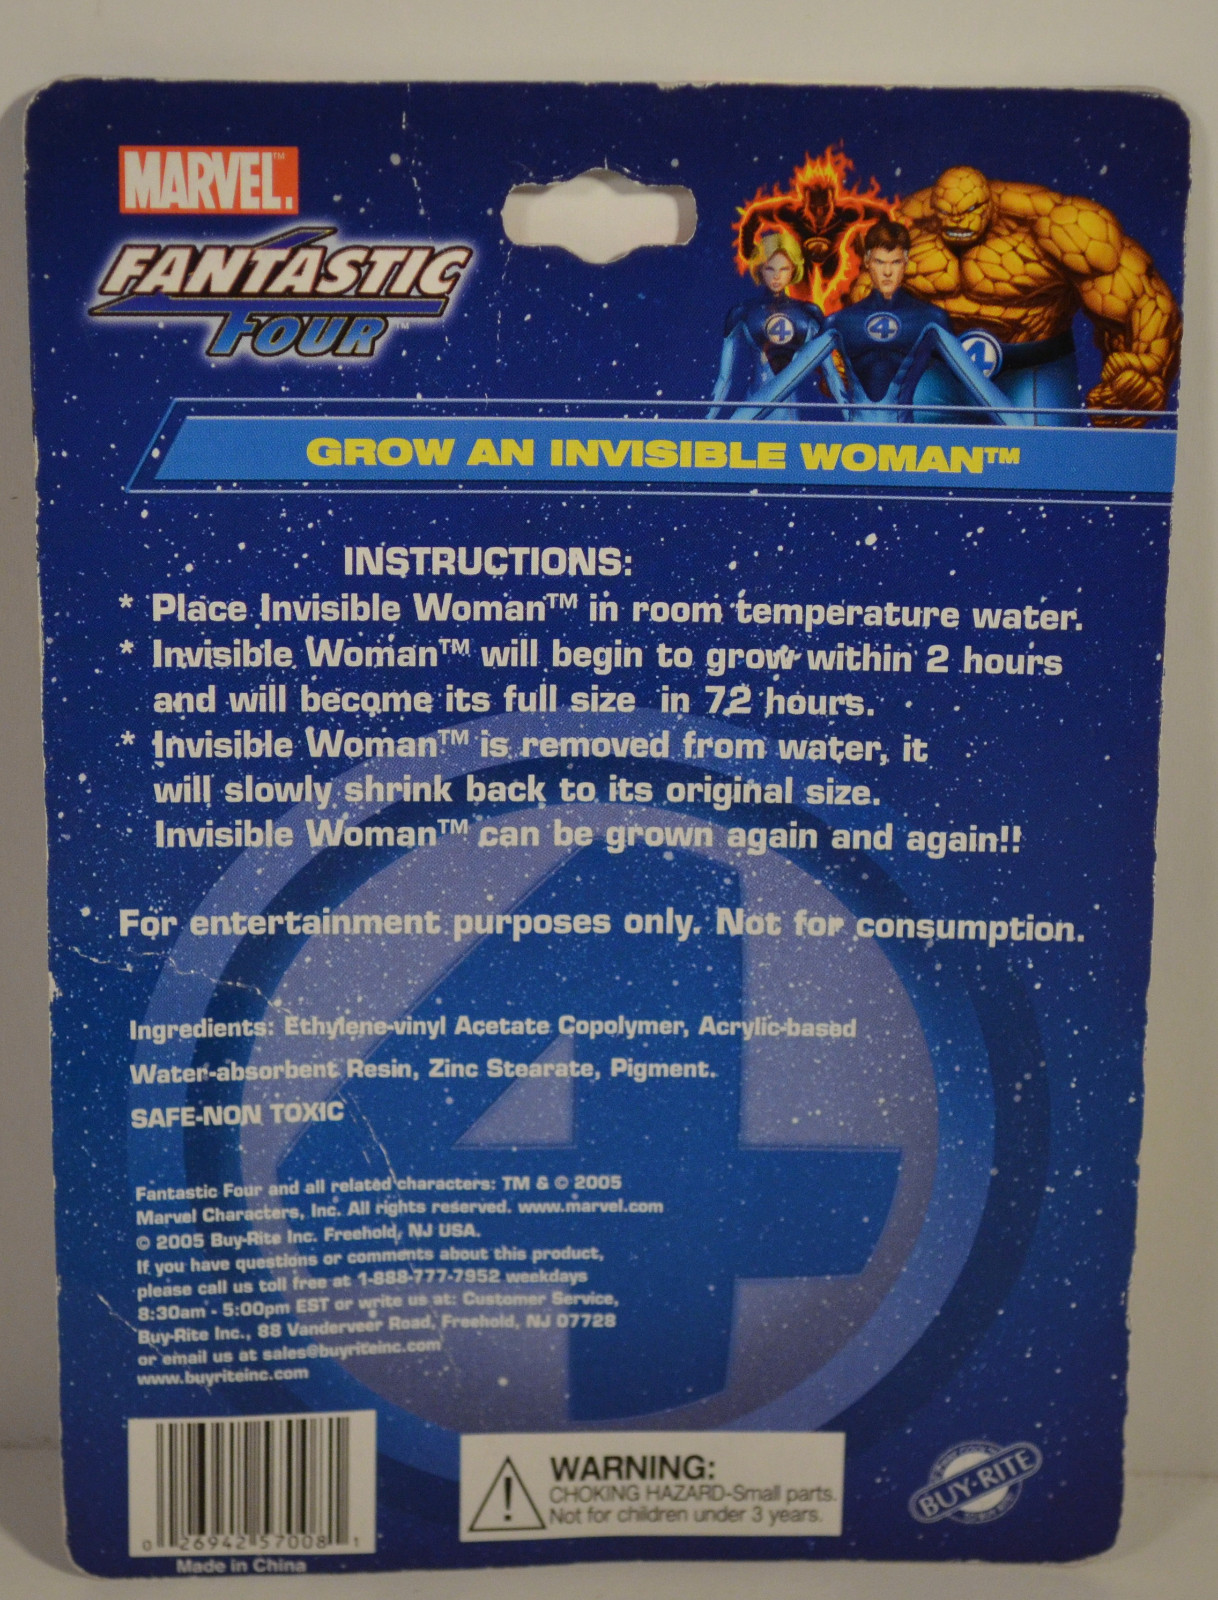 MARVEL™
FANTASTIC
FOUR™
4
4
4
GROW AN INVISIBLE WOMAN™
INSTRUCTIONS:
* Place Invisible Woman™ in room temperature water.
* Invisible Woman™ will begin to grow within 2 hours
and will become its full size in 72 hours.
* Invisible Woman™ is removed from water, it
will slowly shrink back to its original size.
Invisible Woman™ can be grown again and again!!
For entertainment purposes only. Not for consumption.
Ingredients: Ethylene-vinyl Acetate Copolymer, Acrylic-based
Water-absorbent Resin, Zinc Stearate, Pigment.
SAFE-NON TOXIC
4
Fantastic Four and all related characters: TM & © 2005
Marvel Characters, Inc. All rights reserved. www.marvel.com
© 2005 Buy-Rite Inc. Freehold, NJ USA.
If you have questions or comments about this product,
please call us toll free at 1-888-777-7952 weekdays
8:30am - 5:00pm EST or write us at: Customer Service,
Buy-Rite Inc., 88 Vanderveer Road, Freehold, NJ 07728
or email us at sales@buyriteinc.com
www.buyriteinc.com
0 26942 57008 1
Made in China
WARNING:
CHOKING HAZARD-Small parts.
Not for children under 3 years.
BUY-RITE